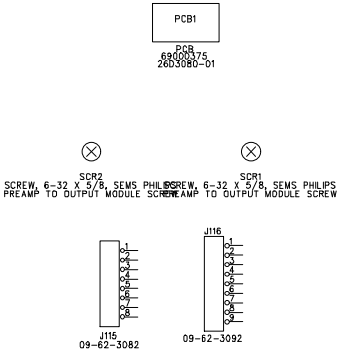 PCB1
PCB
69000375
26D3080-01
SCR2
SCREW, 6-32 X 5/8, SEMS PHILIPS
PREAMP TO OUTPUT MODULE SCREW
SCR1
SCREW, 6-32 X 5/8, SEMS PHILIPS
PREAMP TO OUTPUT MODULE SCREW
J115
1
2
3
4
5
6
7
8
09-62-3082
J116
1
2
3
4
5
6
7
8
9
09-62-3092